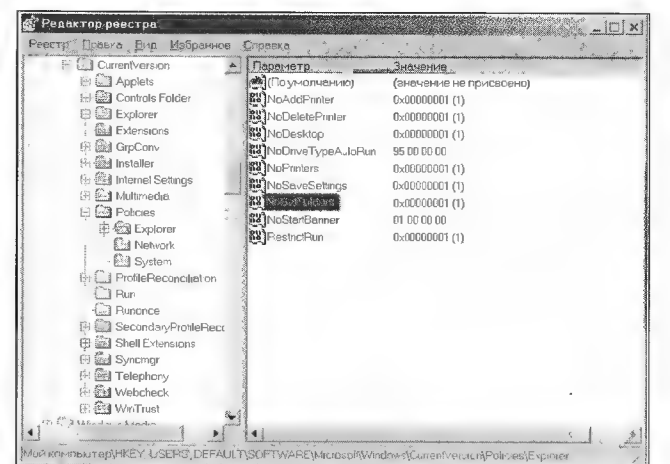 Редактор реестра
Реестр Правка Вид Избранное Справка
CurrentVersion
Applets
Controls Folder
Explorer
Extensions
GrpConv
Installer
Internet Settings
Multimedia
Policies
Explorer
Network
System
ProfileReconciliation
Run
Runonce
SecondaryProfileRecc
Shell Extensions
Syncmgr
Telephony
Webcheck
WinTrust
Параметр Значение
(По умолчанию) (значение не присвоено)
NoAddPrinter 0x00000001 (1)
NoDeletePrinter 0x00000001 (1)
NoDesktop 0x00000001 (1)
NoDriveTypeAutoRun 95 00 00 00
NoPrinters 0x00000001 (1)
NoSaveSettings 0x00000001 (1)
NoSetFolders 0x00000001 (1)
NoStartBanner 01 00 00 00
RestrictRun 0x00000001 (1)
Мой компьютер\HKEY_USERS\.DEFAULT\SOFTWARE\Microsoft\Windows\CurrentVersion\Policies\Explorer